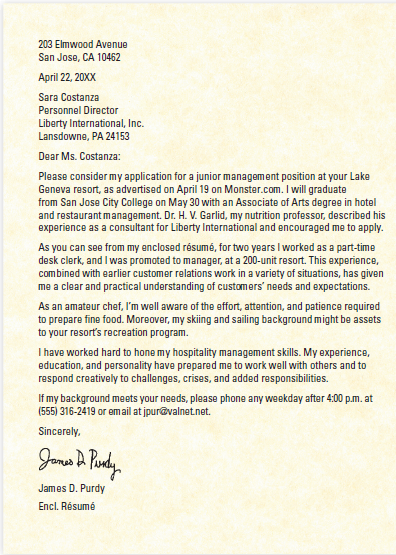 203 Elmwood Avenue
San Jose, CA 10462
April 22, 20XX
Sara Costanza
Personnel Director
Liberty International, Inc.
Lansdowne, PA 24153
Dear Ms. Costanza:
Please consider my application for a junior management position at your Lake
Geneva resort, as advertised on April 19 on Monster.com. I will graduate
from San Jose City College on May 30 with an Associate of Arts degree in hotel
and restaurant management. Dr. H. V. Garlid, my nutrition professor, described his
experience as a consultant for Liberty International and encouraged me to apply.
As you can see from my enclosed résumé, for two years I worked as a part-time
desk clerk, and I was promoted to manager, at a 200-unit resort. This experience,
combined with earlier customer relations work in a variety of situations, has given
me a clear and practical understanding of customers’ needs and expectations.
As an amateur chef, I’m well aware of the effort, attention, and patience required
to prepare fine food. Moreover, my skiing and sailing background might be assets
to your resort’s recreation program.
I have worked hard to hone my hospitality management skills. My experience,
education, and personality have prepared me to work well with others and to
respond creatively to challenges, crises, and added responsibilities.
If my background meets your needs, please phone any weekday after 4:00 p.m. at
(555) 316-2419 or email at jpur@valnet.net.
Sincerely,
James D. Purdy
James D. Purdy
Encl. Résumé